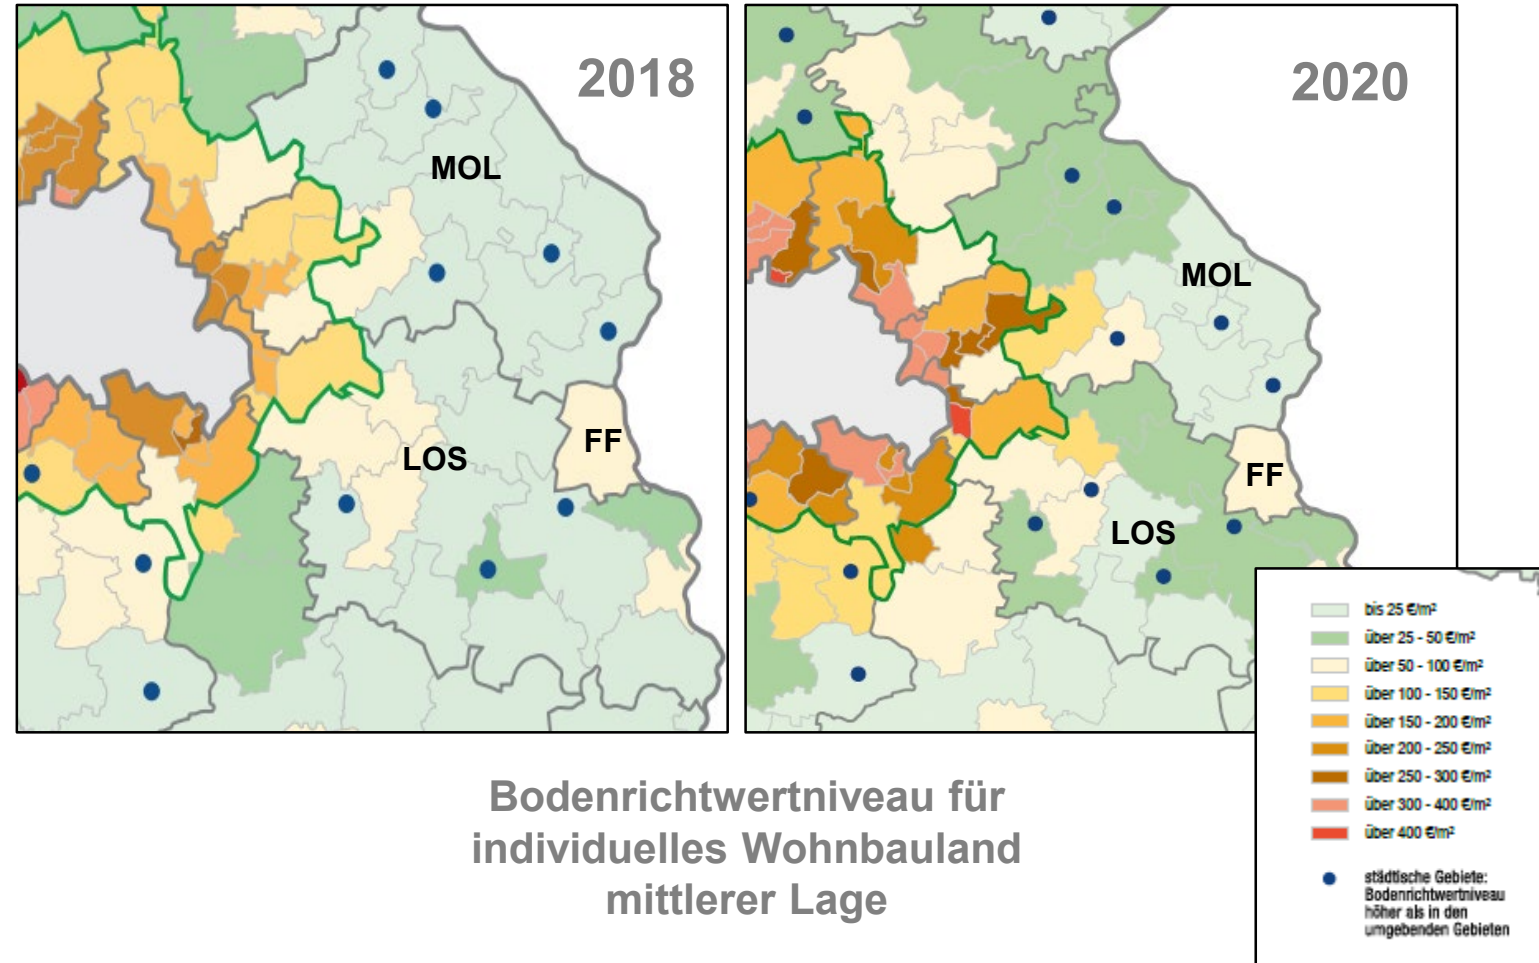 2018
MOL
LOS
FF
2020
MOL
FF
LOS
bis 25 €/m²
über 25 - 50 €/m²
über 50 - 100 €/m²
über 100 - 150 €/m²
über 150 - 200 €/m²
über 200 - 250 €/m²
über 250 - 300 €/m²
über 300 - 400 €/m²
über 400 €/m²
städtische Gebiete:
Bodenrichtwertniveau
höher als in den
umgebenden Gebieten
Bodenrichtwertniveau für
individuelles Wohnbauland
mittlerer Lage